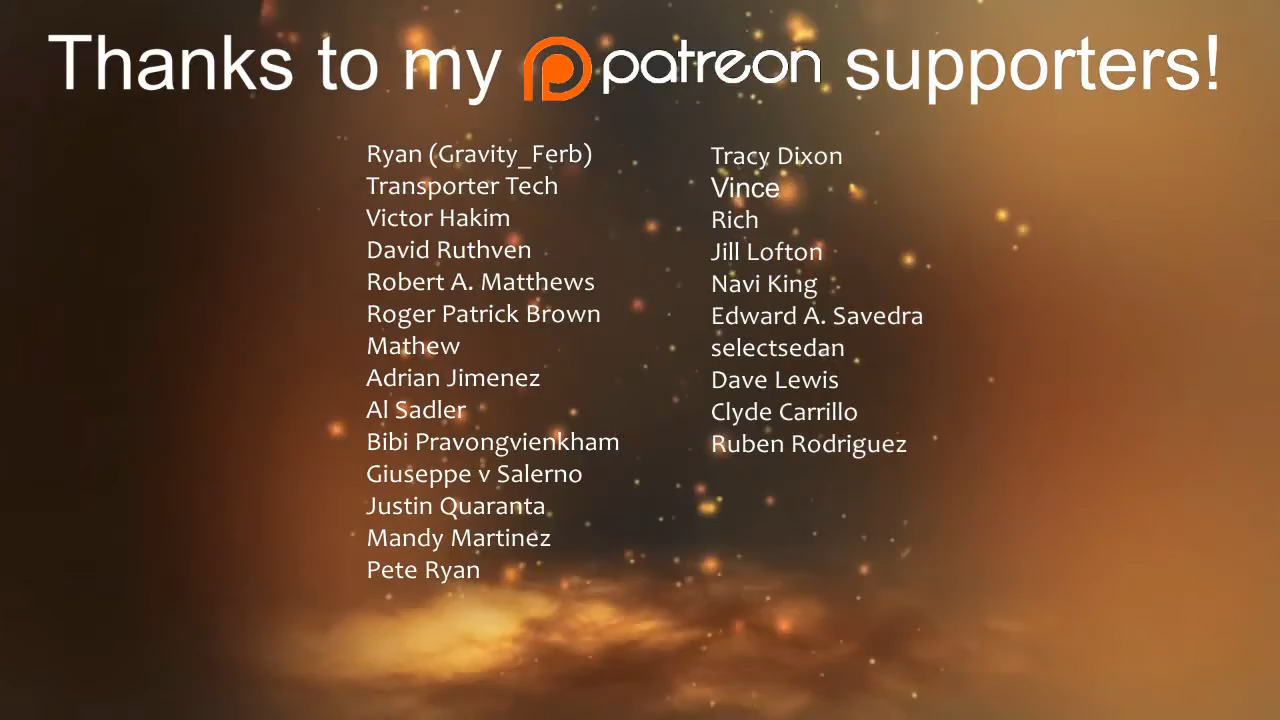 Thanks to my patreon supporters!
Ryan (Gravity_Ferb)
Transporter Tech
Victor Hakim
David Ruthven
Robert A. Matthews
Roger Patrick Brown
Mathew
Adrian Jimenez
Al Sadler
Bibi Pravongvienkham
Giuseppe v Salerno
Justin Quaranta
Mandy Martinez
Pete Ryan
Tracy Dixon
Vince
Rich
Jill Lofton
Navi King
Edward A. Savedra
selectsedan
Dave Lewis
Clyde Carrillo
Ruben Rodriguez